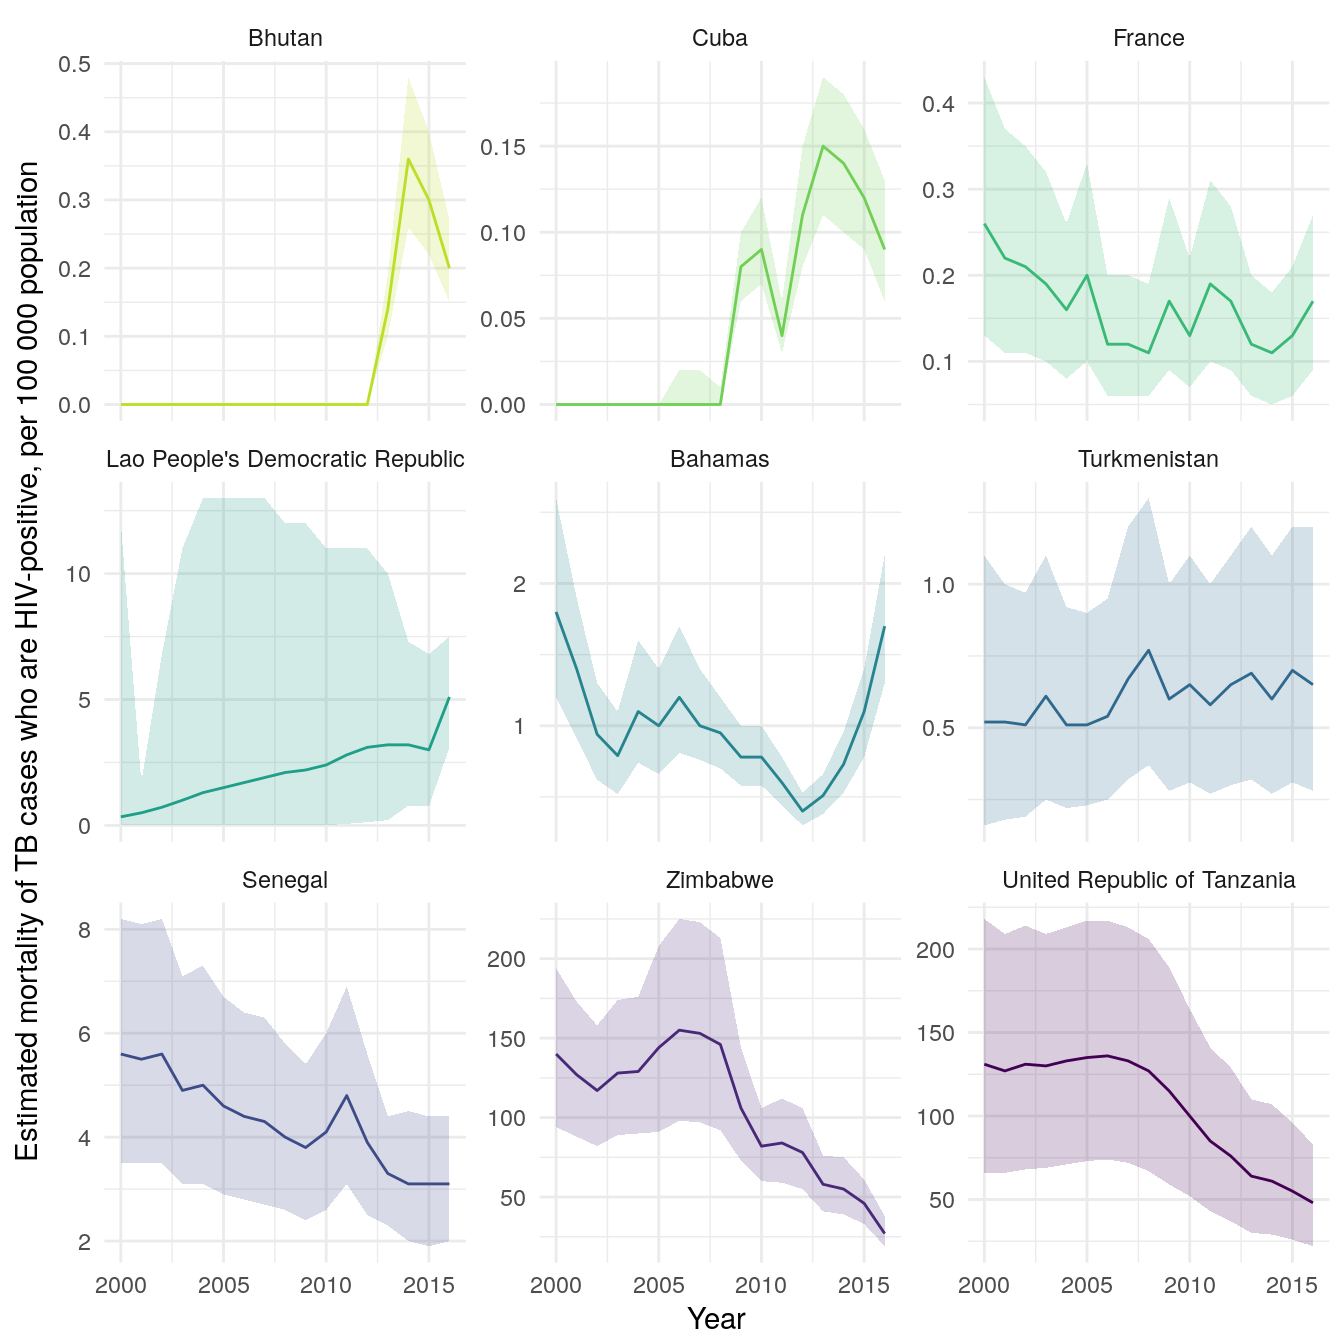 Estimated mortality of TB cases who are HIV-positive, per 100 000 population
Bhutan
0.5
0.4
0.3
0.2
0.1
0.0
Cuba
0.15
0.10
0.05
0.00
France
0.4
0.3
0.2
0.1
Lao People's Democratic Republic
10
5
0
Bahamas
2
1
Turkmenistan
1.0
0.5
Senegal
8
6
4
2
2000 2005 2010 2015
Zimbabwe
200
150
100
50
2000 2005 2010 2015
United Republic of Tanzania
200
150
100
50
2000 2005 2010 2015
Year